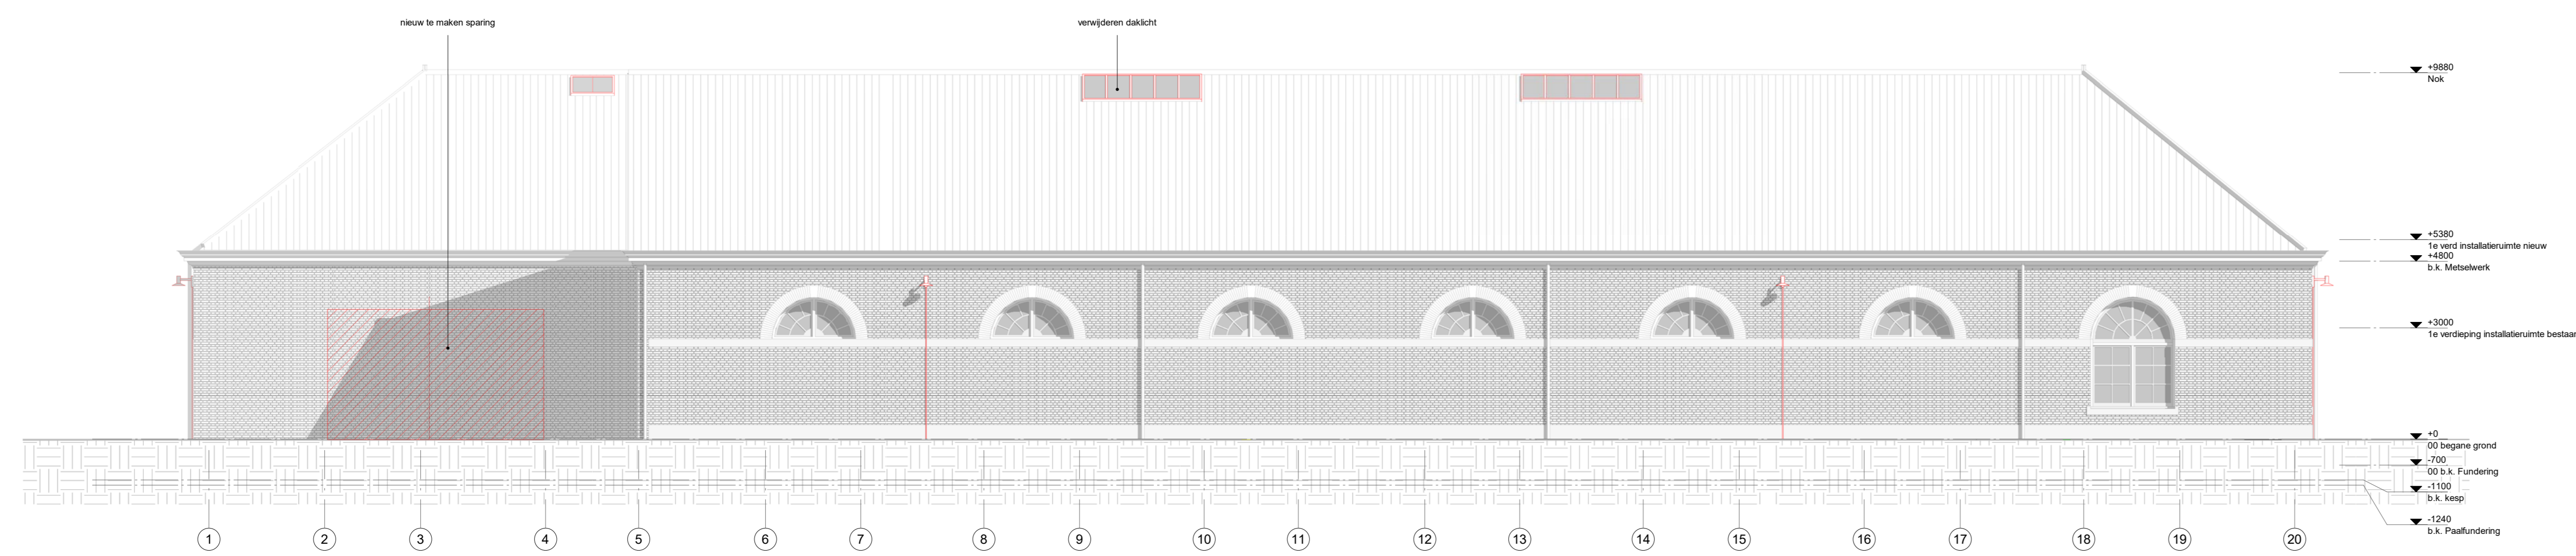 nieuw te maken sparing
verwijderen daklicht
+9880
Nok
+5380
1e verd installatieruimte nieuw
+4800
b.k. Metselwerk
+3000
1e verdieping installatieruimte bestaan
+0
00 begane grond
-700
00 b.k. Fundering
-1100
b.k. kesp
-1240
b.k. Paalfundering
1 2 3 4 5 6 7 8 9 10 11 12 13 14 15 16 17 18 19 20